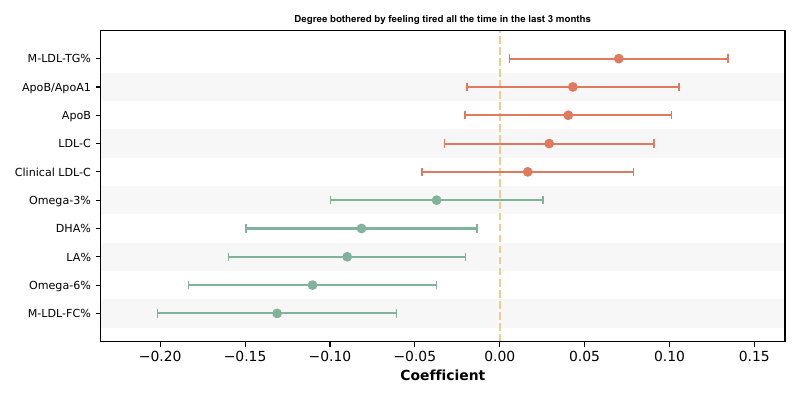 Degree bothered by feeling tired all the time in the last 3 months
M-LDL-TG%
ApoB/ApoA1
ApoB
LDL-C
Clinical LDL-C
Omega-3%
DHA%
LA%
Omega-6%
M-LDL-FC%
−0.20 −0.15 −0.10 −0.05 0.00 0.05 0.10 0.15
Coefficient